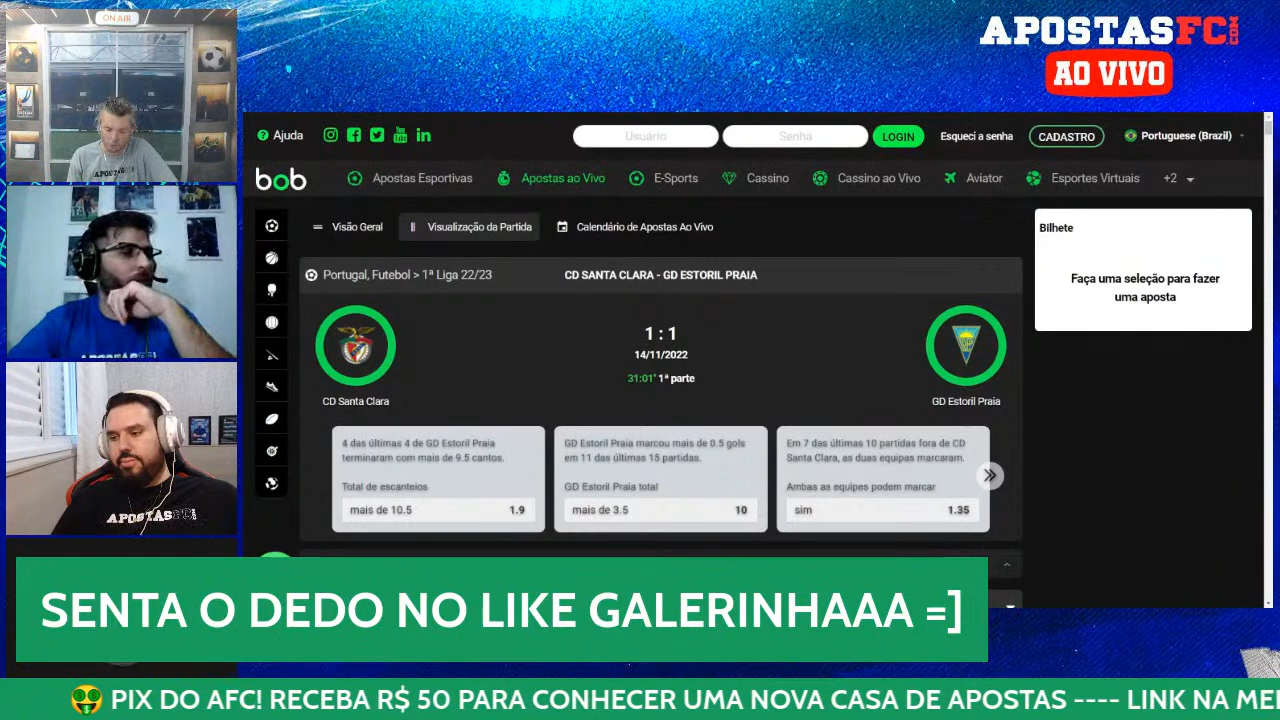 ON AIR
APOSTASFC.COM
AO VIVO
Ajuda
Usuário
Senha
LOGIN
Esqueci a senha
CADASTRO
Portuguese (Brazil)
bob
Apostas Esportivas
Apostas ao Vivo
E-Sports
Cassino
Cassino ao Vivo
Aviator
Esportes Virtuais
+2
Visão Geral
Visualização da Partida
Calendário de Apostas Ao Vivo
Bilhete
Faça uma seleção para fazer
uma aposta
Portugal, Futebol > 1ª Liga 22/23
CD SANTA CLARA - GD ESTORIL PRAIA
1 : 1
14/11/2022
31:01' 1ª parte
CD Santa Clara
GD Estoril Praia
4 das últimas 4 de GD Estoril Praia
terminaram com mais de 9.5 cantos.
Total de escanteios
mais de 10.5 1.9
GD Estoril Praia marcou mais de 0.5 gols
em 11 das últimas 15 partidas.
GD Estoril Praia total
mais de 3.5 10
Em 7 das últimas 10 partidas fora de CD
Santa Clara, as duas equipas marcaram.
Ambas as equipes podem marcar
sim 1.35
APOSTASFC
SENTA O DEDO NO LIKE GALERINHAAA =]
PIX DO AFC! RECEBA R$ 50 PARA CONHECER UMA NOVA CASA DE APOSTAS ---- LINK NA ME